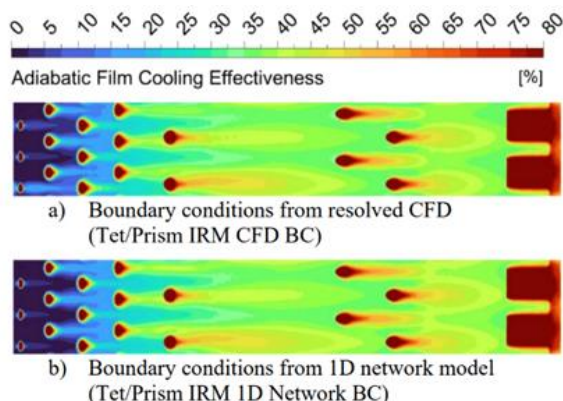 0 5 10 15 20 25 30 35 40 45 50 55 60 65 70 75 80
Adiabatic Film Cooling Effectiveness [%]
a) Boundary conditions from resolved CFD
(Tet/Prism IRM CFD BC)
b) Boundary conditions from 1D network model
(Tet/Prism IRM 1D Network BC)